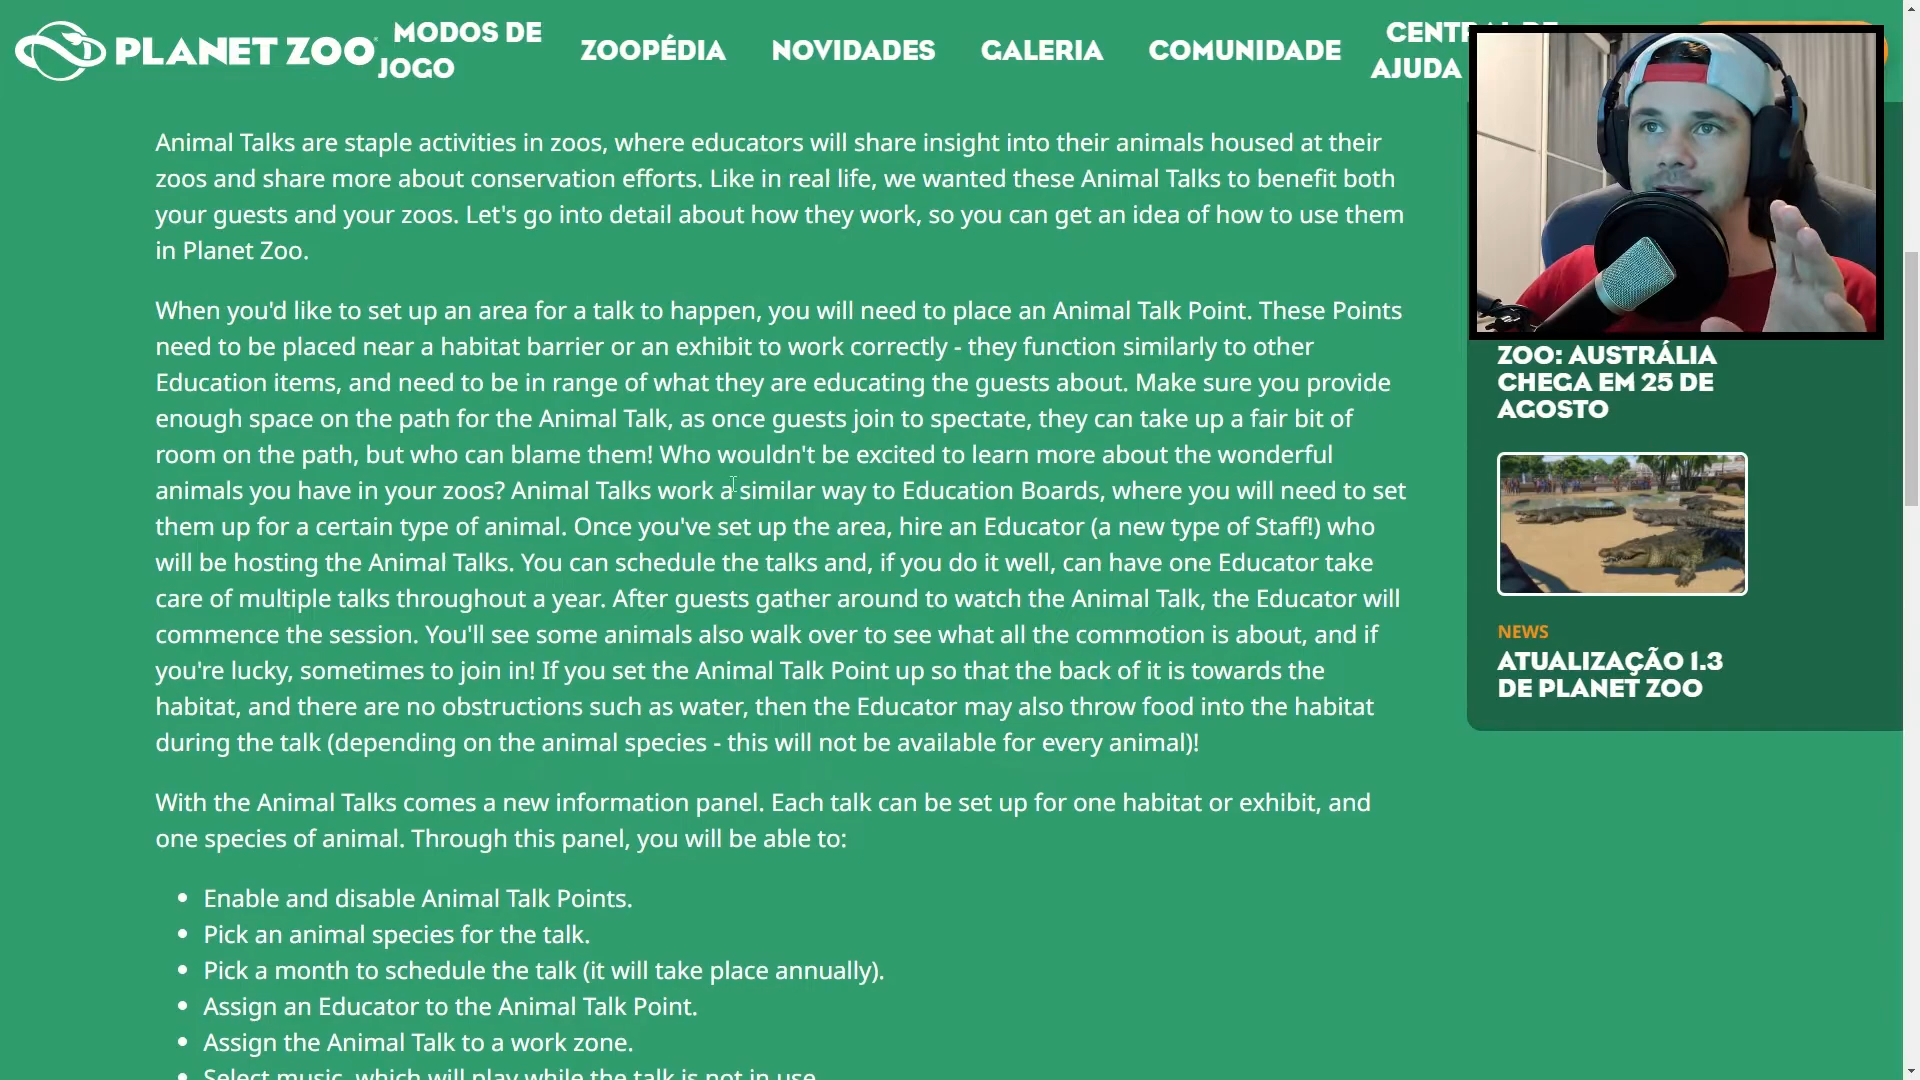 PLANET ZOO
MODOS DE
JOGO
ZOOPÉDIA
NOVIDADES
GALERIA
COMUNIDADE
AJUDA
Animal Talks are staple activities in zoos, where educators will share insight into their animals housed at their
zoos and share more about conservation efforts. Like in real life, we wanted these Animal Talks to benefit both
your guests and your zoos. Let's go into detail about how they work, so you can get an idea of how to use them
in Planet Zoo.
When you'd like to set up an area for a talk to happen, you will need to place an Animal Talk Point. These Points
need to be placed near a habitat barrier or an exhibit to work correctly - they function similarly to other
Education items, and need to be in range of what they are educating the guests about. Make sure you provide
enough space on the path for the Animal Talk, as once guests join to spectate, they can take up a fair bit of
room on the path, but who can blame them! Who wouldn't be excited to learn more about the wonderful
animals you have in your zoos? Animal Talks work a similar way to Education Boards, where you will need to set
them up for a certain type of animal. Once you've set up the area, hire an Educator (a new type of Staff!) who
will be hosting the Animal Talks. You can schedule the talks and, if you do it well, can have one Educator take
care of multiple talks throughout a year. After guests gather around to watch the Animal Talk, the Educator will
commence the session. You'll see some animals also walk over to see what all the commotion is about, and if
you're lucky, sometimes to join in! If you set the Animal Talk Point up so that the back of it is towards the
habitat, and there are no obstructions such as water, then the Educator may also throw food into the habitat
during the talk (depending on the animal species - this will not be available for every animal)!
With the Animal Talks comes a new information panel. Each talk can be set up for one habitat or exhibit, and
one species of animal. Through this panel, you will be able to:
• Enable and disable Animal Talk Points.
• Pick an animal species for the talk.
• Pick a month to schedule the talk (it will take place annually).
• Assign an Educator to the Animal Talk Point.
• Assign the Animal Talk to a work zone.
• Select music, which will play while the talk is not in use.
ZOO: AUSTRÁLIA
CHEGA EM 25 DE
AGOSTO
NEWS
ATUALIZAÇÃO 1.3
DE PLANET ZOO